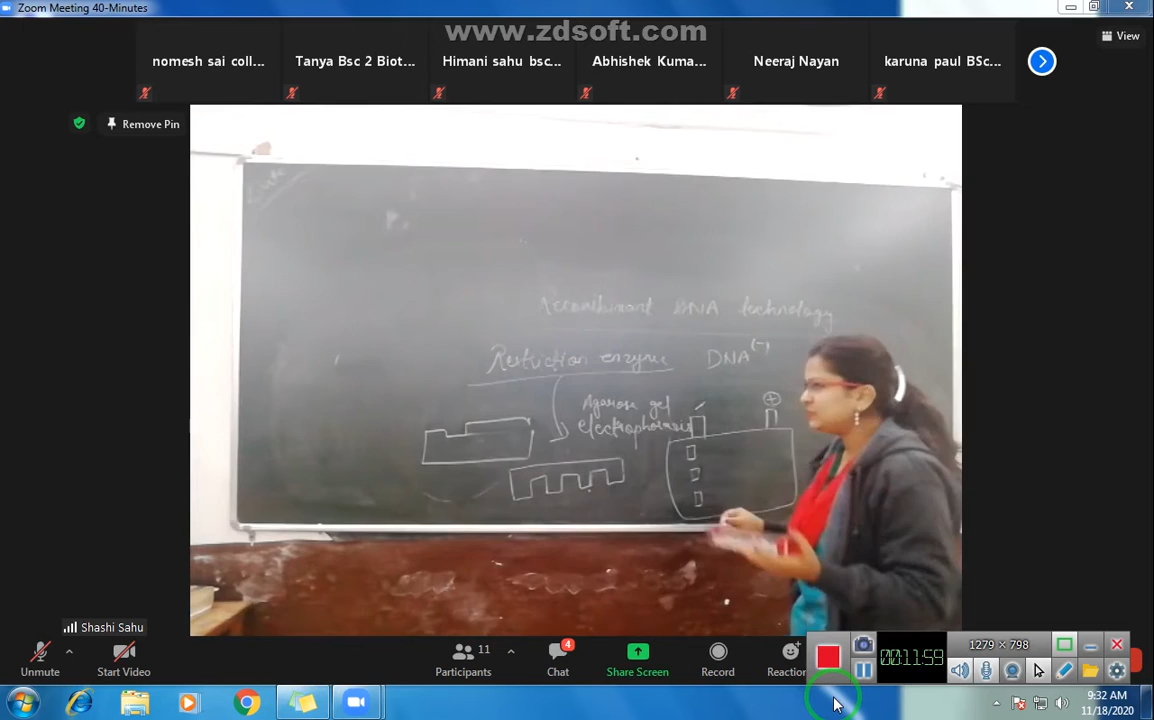 Zoom Meeting 40-Minutes
www.zdsoft.com
View
nomesh sai coll... Tanya Bsc 2 Biot... Himani sahu bsc... Abhishek Kuma... Neeraj Nayan karuna paul BSc...
Remove Pin
Recombinant DNA technology
Restriction enzyme DNA(-)
Agarose gel
electrophoresis
-
+
Shashi Sahu
11
4
Unmute Start Video Participants Chat Share Screen Record Reaction
00:11:59
1279 × 798
9:32 AM
11/18/2020